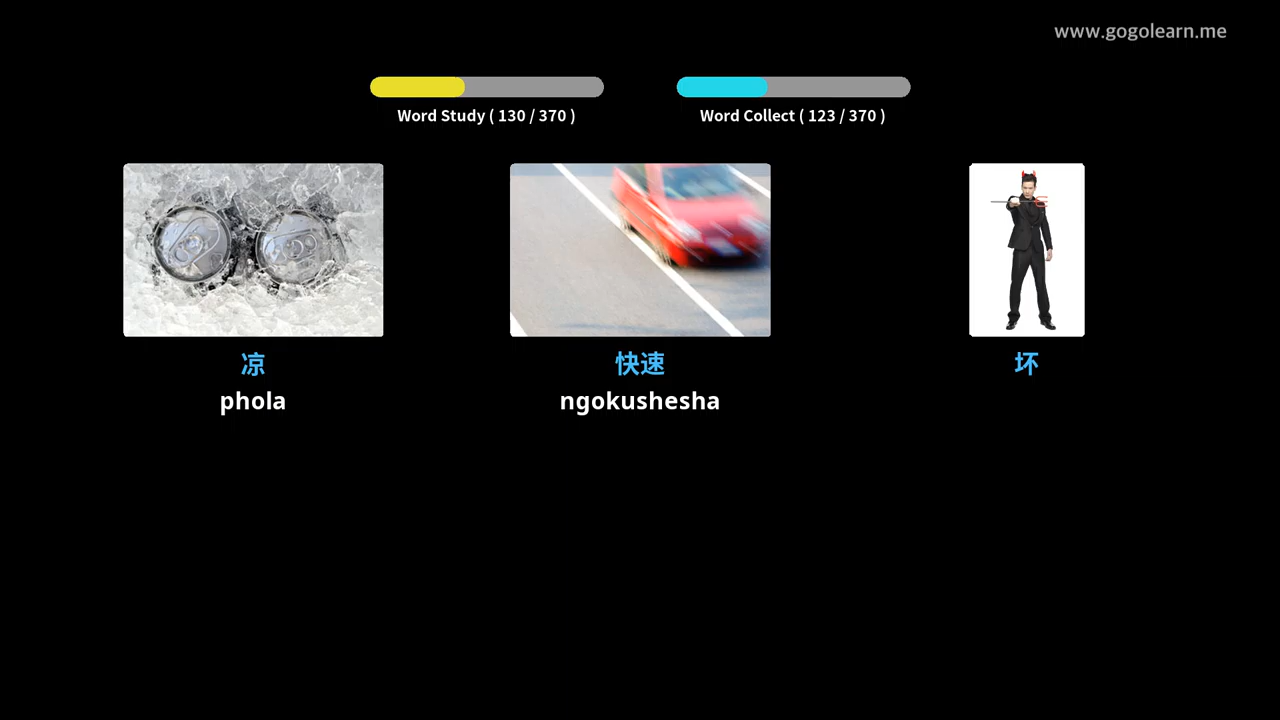 www.gogolearn.me
Word Study ( 130 / 370 )
Word Collect ( 123 / 370 )
凉
phola
快速
ngokushesha
坏